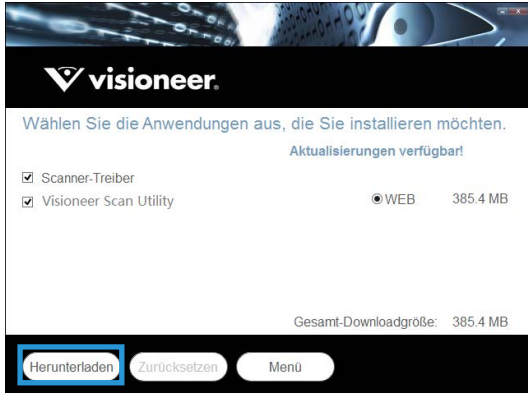 visioneer.
Wählen Sie die Anwendungen aus, die Sie installieren möchten.
Aktualisierungen verfügbar!
Scanner-Treiber
Visioneer Scan Utility WEB 385.4 MB
Gesamt-Downloadgröße: 385.4 MB
Herunterladen Zurücksetzen Menü